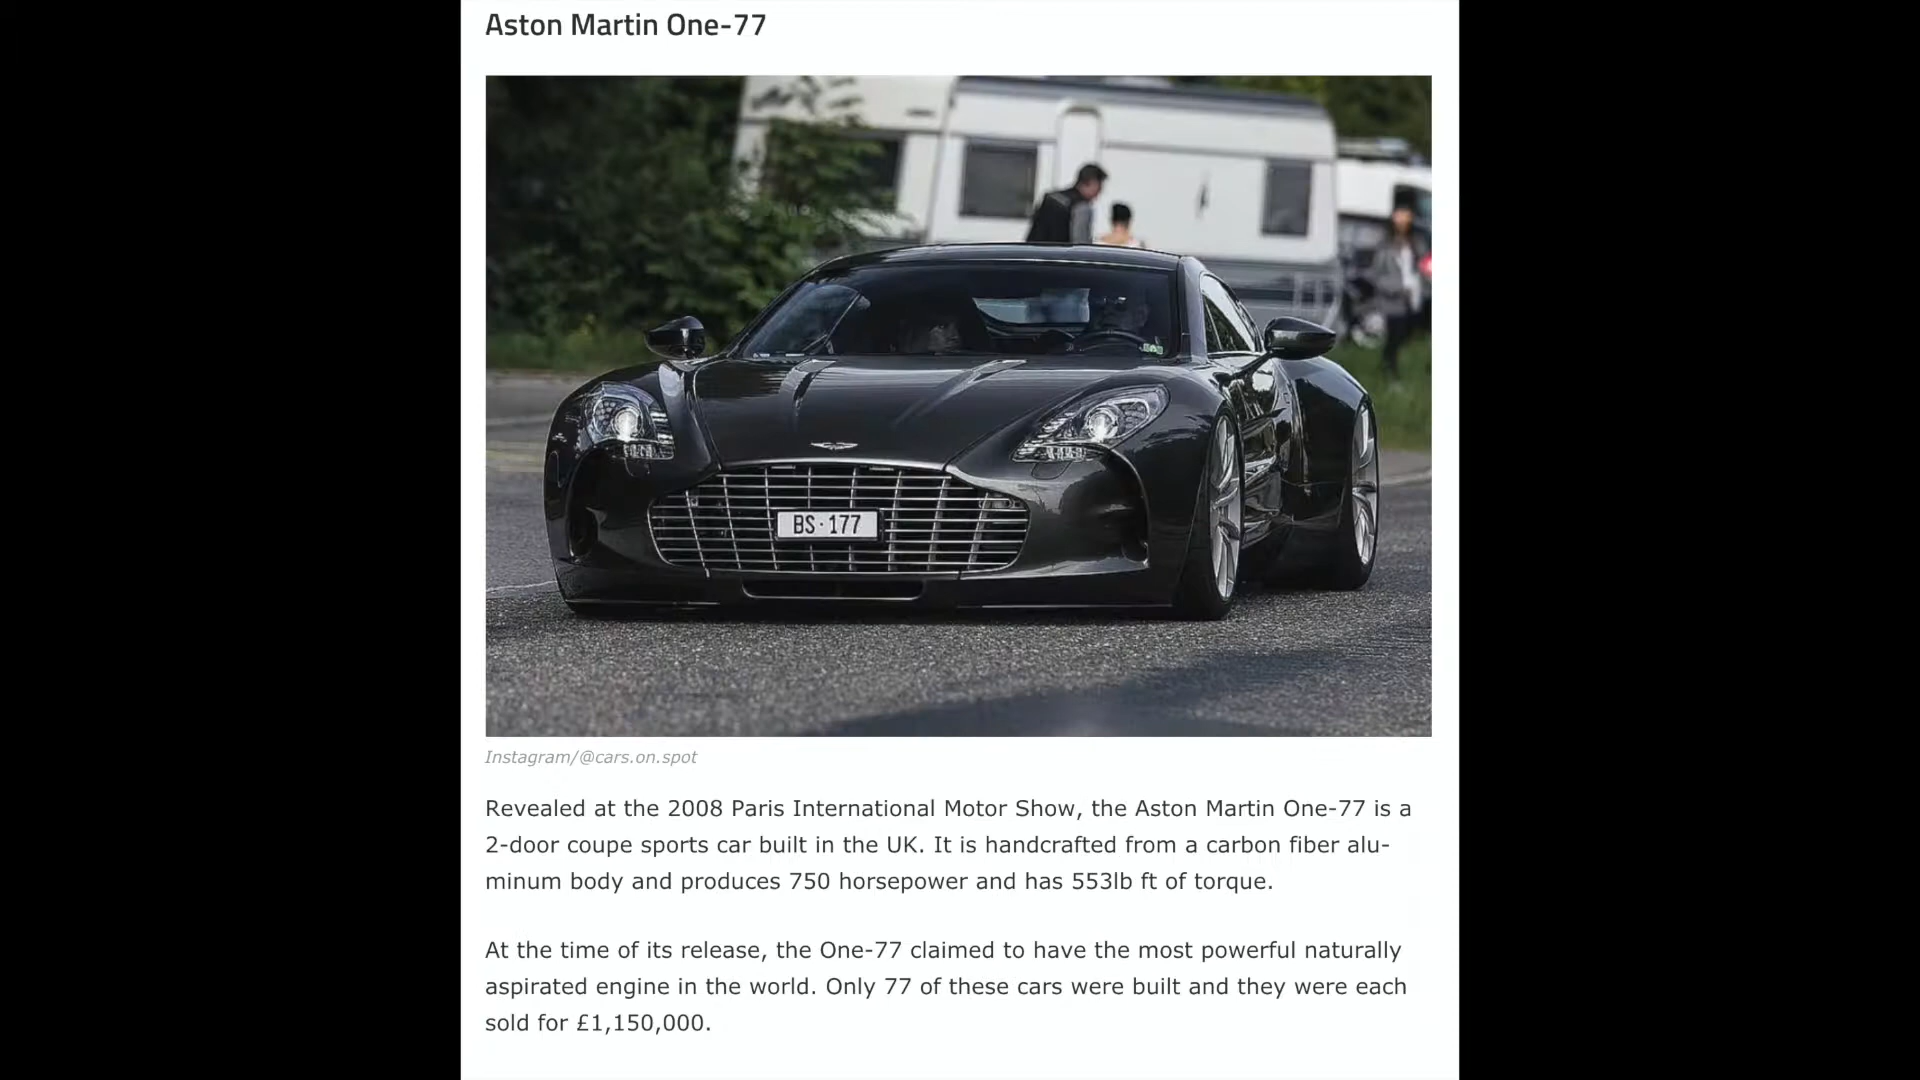 Aston Martin One-77
BS·177
Instagram/@cars.on.spot
Revealed at the 2008 Paris International Motor Show, the Aston Martin One-77 is a
2-door coupe sports car built in the UK. It is handcrafted from a carbon fiber alu-
minum body and produces 750 horsepower and has 553lb ft of torque.
At the time of its release, the One-77 claimed to have the most powerful naturally
aspirated engine in the world. Only 77 of these cars were built and they were each
sold for £1,150,000.